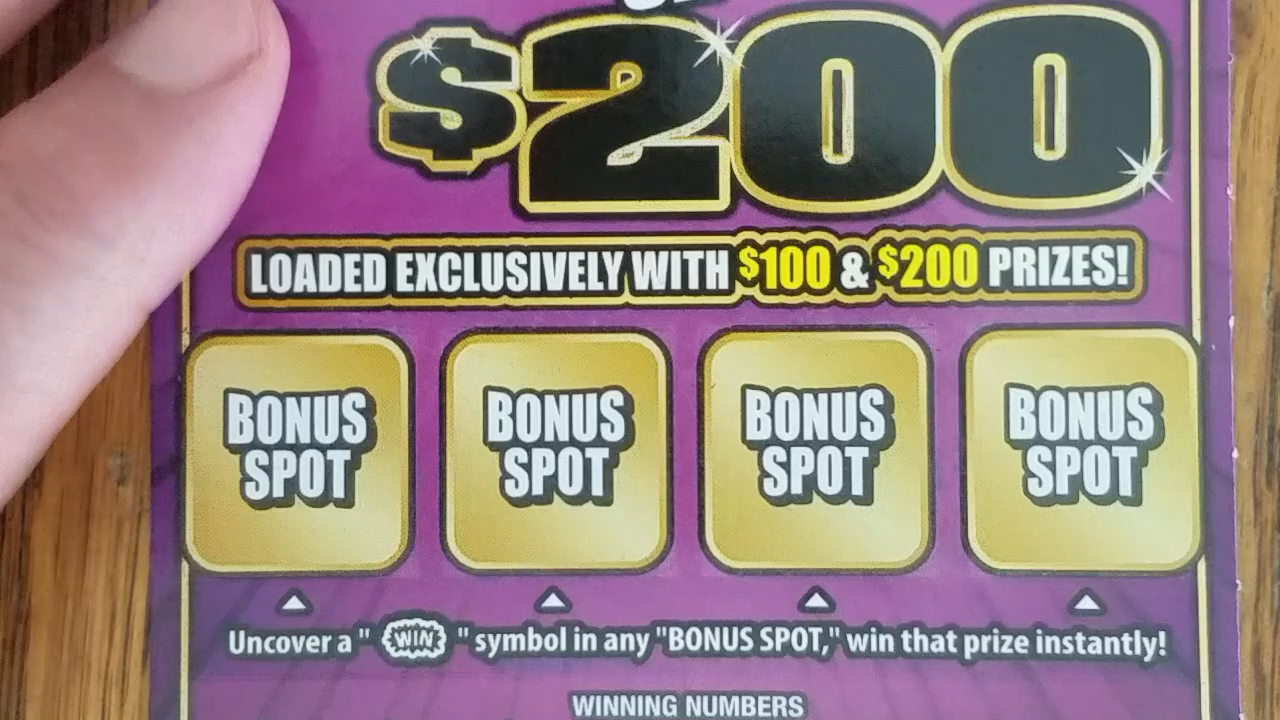 $200
LOADED EXCLUSIVELY WITH $100 & $200 PRIZES!
BONUS SPOT
BONUS SPOT
BONUS SPOT
BONUS SPOT
Uncover a " WIN " symbol in any "BONUS SPOT," win that prize instantly!
WINNING NUMBERS